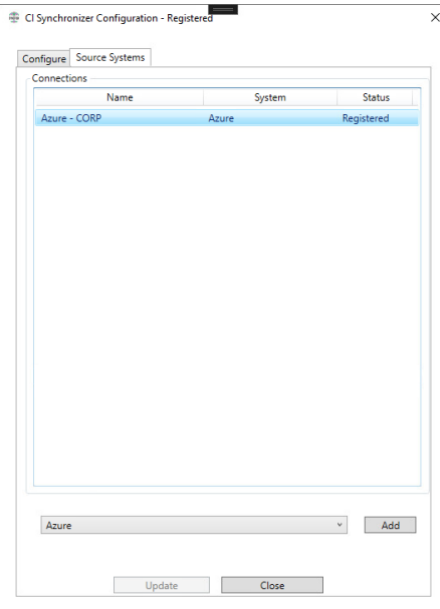 CI Synchronizer Configuration - Registered
Configure Source Systems
Connections
Name System Status
Azure - CORP Azure Registered
Azure Add
Update Close